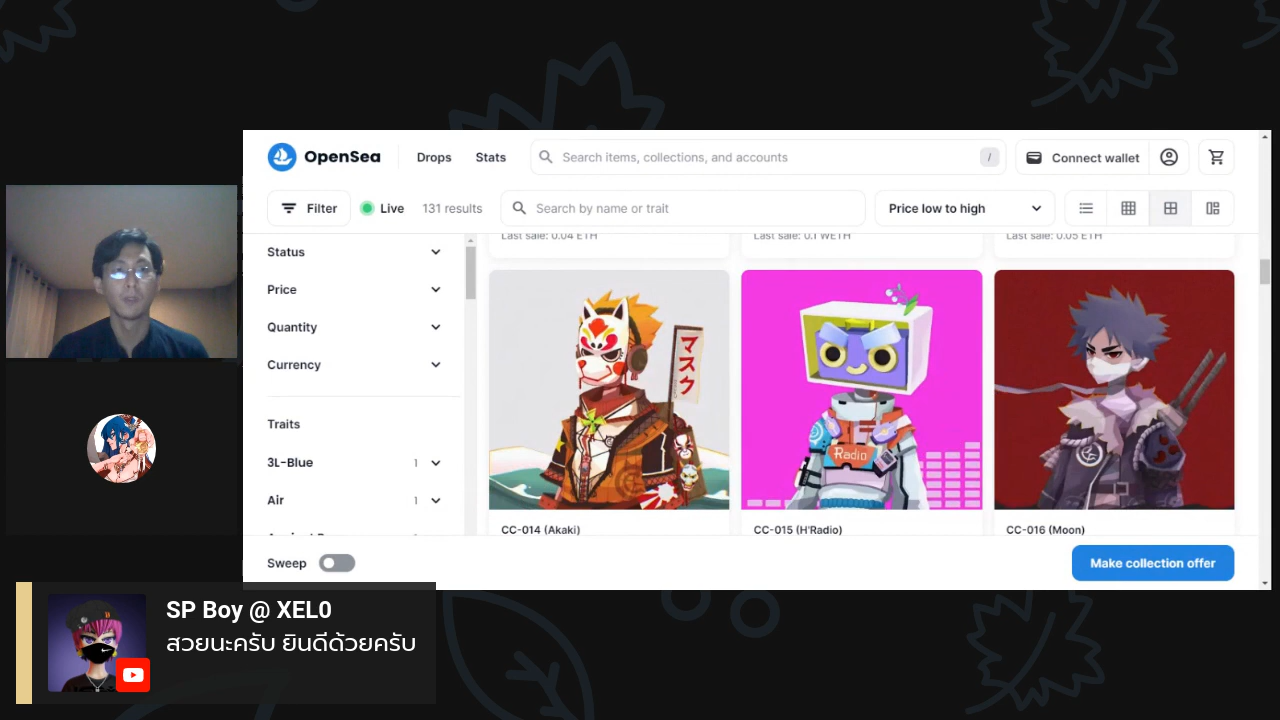 OpenSea
Drops
Stats
Search items, collections, and accounts
/
Connect wallet
Filter
Live
131 results
Search by name or trait
Price low to high
Status
Price
Quantity
Currency
Traits
3L-Blue 1
Air 1
Last sale: 0.04 ETH
Last sale: 0.1 WETH
Last sale: 0.05 ETH
マスク
Radio
CC-014 (Akaki)
CC-015 (H'Radio)
CC-016 (Moon)
Sweep
Make collection offer
SP Boy @ XEL0
สวยนะครับ ยินดีด้วยครับ